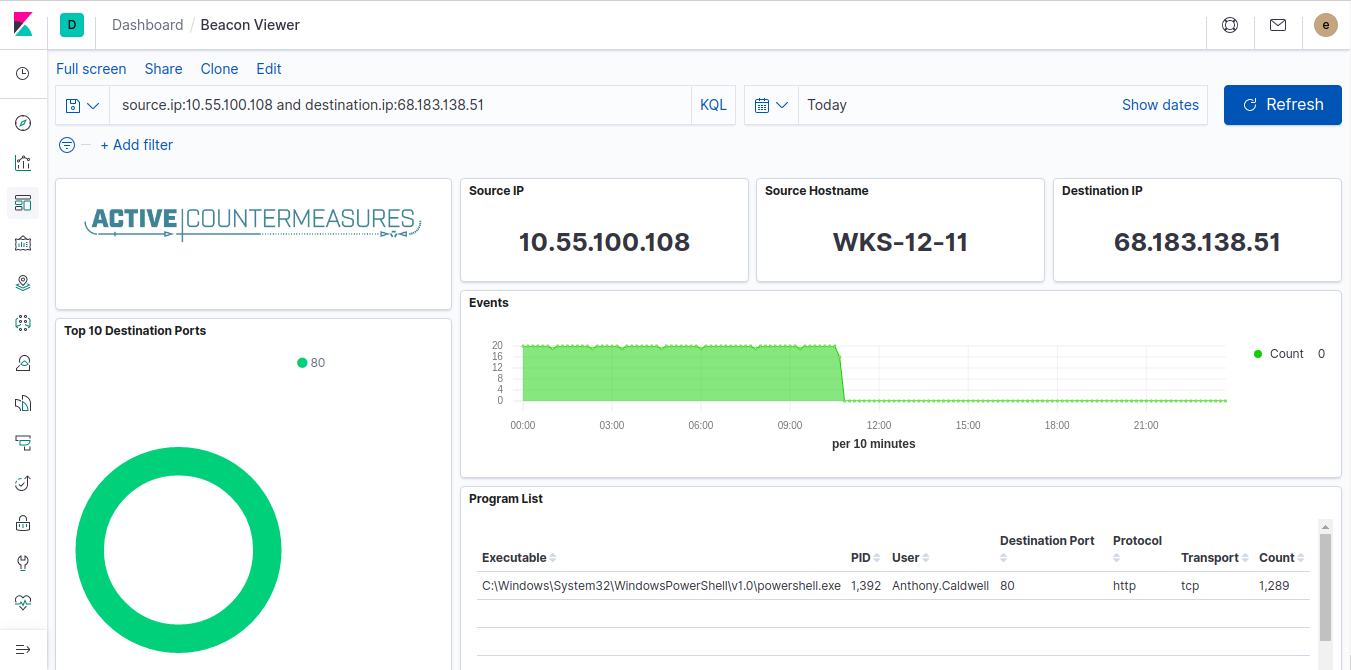 D Dashboard / Beacon Viewer e
Full screen Share Clone Edit
source.ip:10.55.100.108 and destination.ip:68.183.138.51 KQL Today Show dates Refresh
+ Add filter
ACTIVE COUNTERMEASURES
Source IP
10.55.100.108
Source Hostname
WKS-12-11
Destination IP
68.183.138.51
Top 10 Destination Ports
80
Events
20
16
12
8
4
0
00:00 03:00 06:00 09:00 12:00 15:00 18:00 21:00
per 10 minutes
Count 0
Program List
Executable PID User Destination Port Protocol Transport Count
C:\Windows\System32\WindowsPowerShell\v1.0\powershell.exe 1,392 Anthony.Caldwell 80 http tcp 1,289